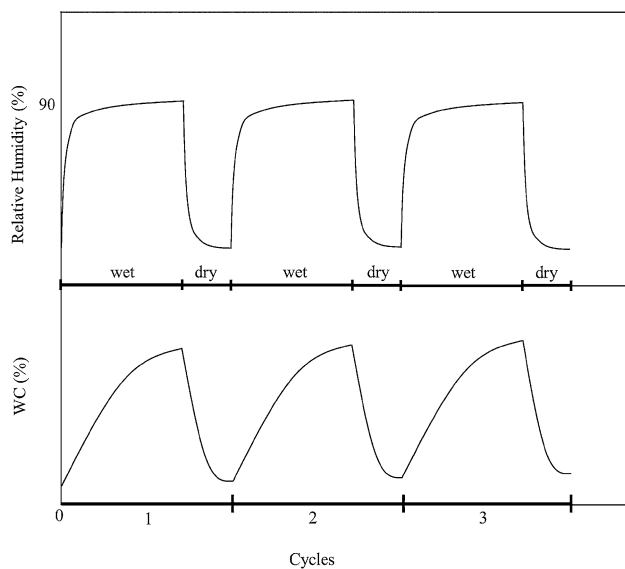 Relative Humidity (%)
90
wet dry wet dry wet dry
WC (%)
0 1 2 3
Cycles